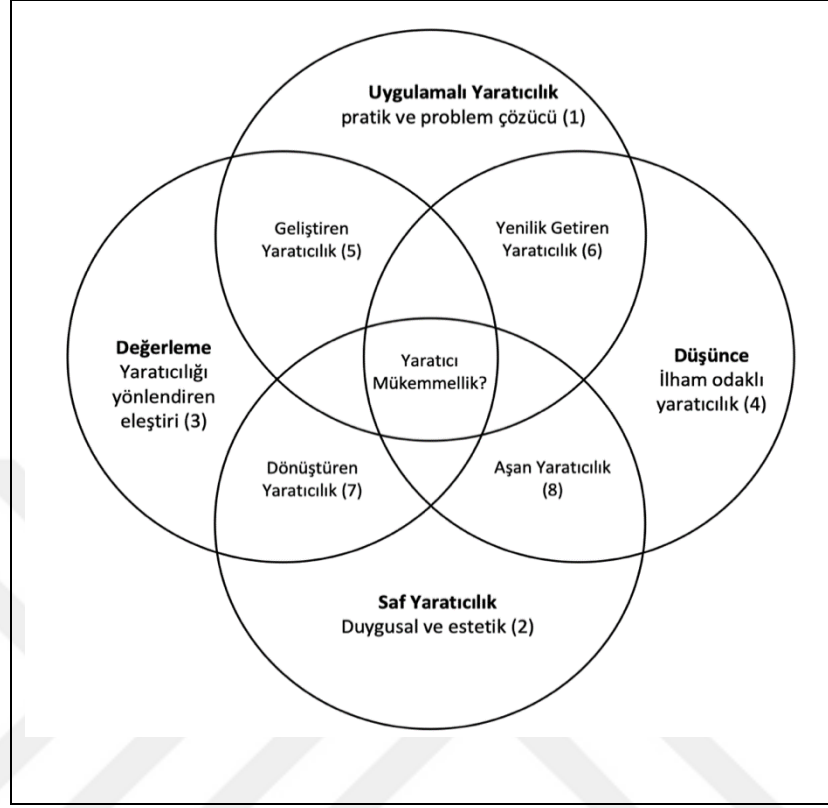 Uygulamalı Yaratıcılık
pratik ve problem çözücü (1)
Geliştiren
Yaratıcılık (5)
Yenilik Getiren
Yaratıcılık (6)
Değerleme
Yaratıcılığı
yönlendiren
eleştiri (3)
Yaratıcı
Mükemmellik?
Düşünce
İlham odaklı
yaratıcılık (4)
Dönüştüren
Yaratıcılık (7)
Aşan Yaratıcılık
(8)
Saf Yaratıcılık
Duygusal ve estetik (2)